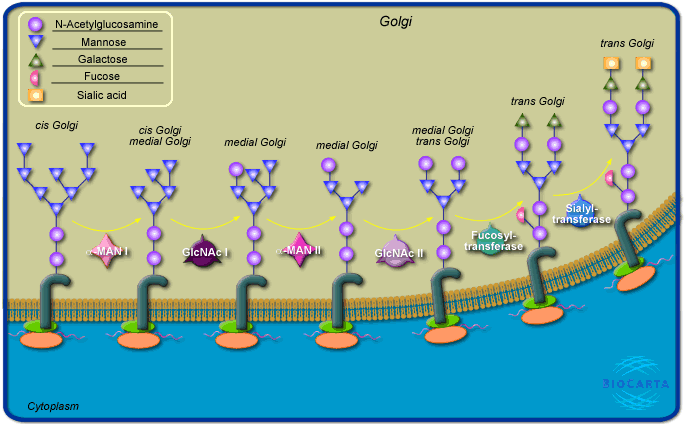 Golgi
N-Acetylglucosamine
Mannose
Galactose
Fucose
Sialic acid
cis Golgi
cis Golgi
medial Golgi
medial Golgi
medial Golgi
medial Golgi
trans Golgi
trans Golgi
trans Golgi
α-MAN I
GlcNAc I
α-MAN II
GlcNAc II
Fucosyl-
transferase
Sialyl-
transferase
Cytoplasm
BIOCARTA